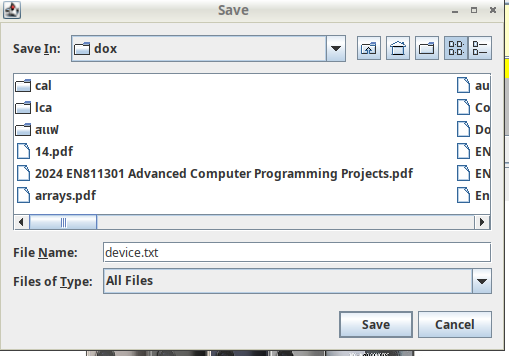 Save
Save In: dox
cal
lca
สแฟ
14.pdf
2024 EN811301 Advanced Computer Programming Projects.pdf
arrays.pdf
au
Co
Do
EN
EN
En
File Name: device.txt
Files of Type: All Files
Save Cancel